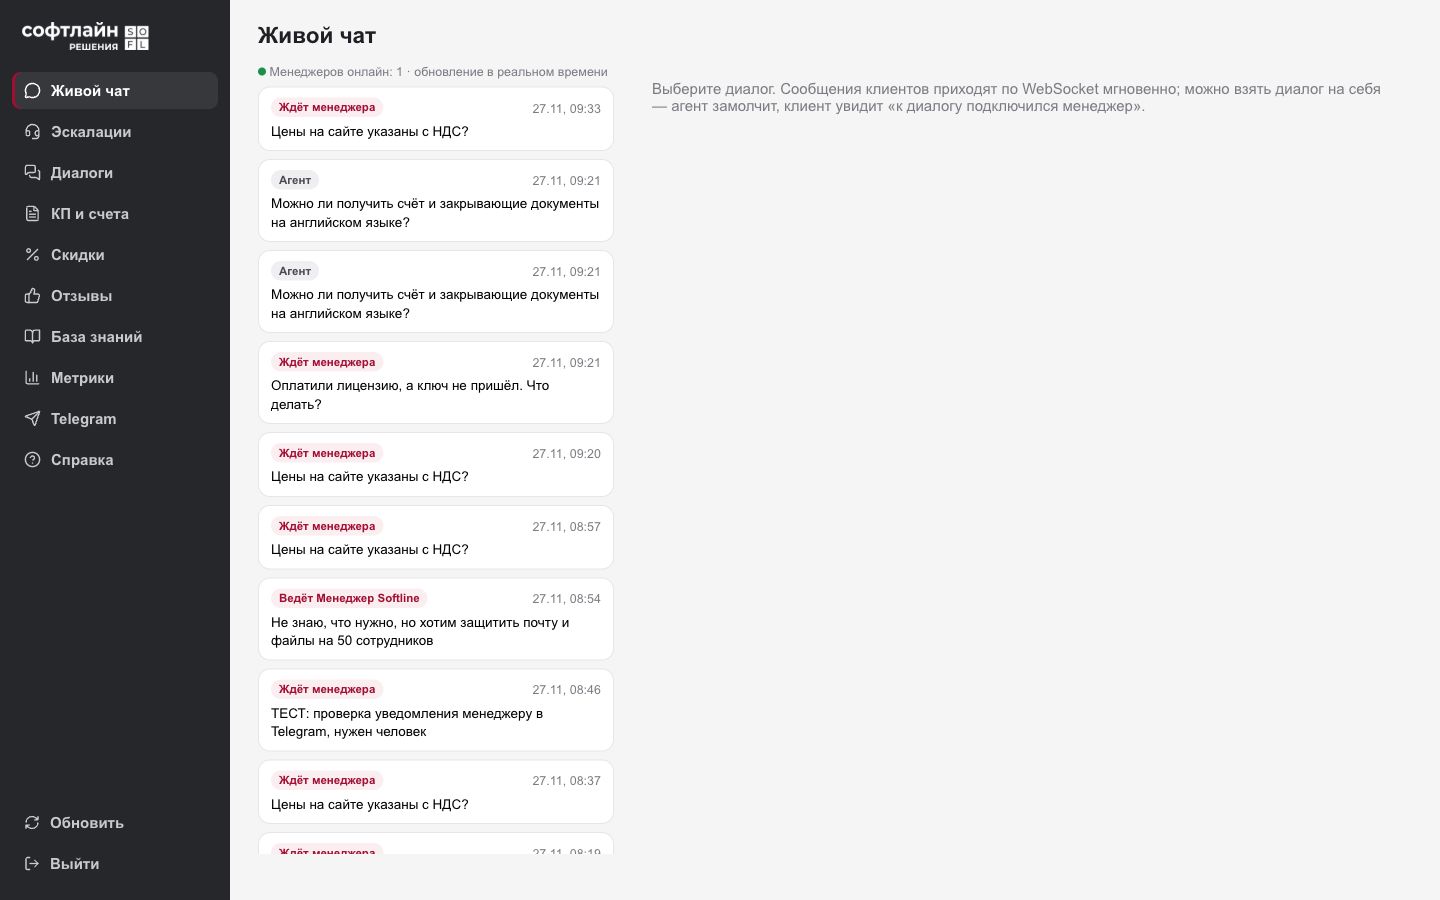 софтлайн
РЕШЕНИЯ
SO
FL
Живой чат
Эскалации
Диалоги
КП и счета
Скидки
Отзывы
База знаний
Метрики
Telegram
Справка
Обновить
Выйти
Живой чат
Менеджеров онлайн: 1 · обновление в реальном времени
Ждёт менеджера 27.11, 09:33
Цены на сайте указаны с НДС?
Агент 27.11, 09:21
Можно ли получить счёт и закрывающие документы
на английском языке?
Агент 27.11, 09:21
Можно ли получить счёт и закрывающие документы
на английском языке?
Ждёт менеджера 27.11, 09:21
Оплатили лицензию, а ключ не пришёл. Что
делать?
Ждёт менеджера 27.11, 09:20
Цены на сайте указаны с НДС?
Ждёт менеджера 27.11, 08:57
Цены на сайте указаны с НДС?
Ведёт Менеджер Softline 27.11, 08:54
Не знаю, что нужно, но хотим защитить почту и
файлы на 50 сотрудников
Ждёт менеджера 27.11, 08:46
ТЕСТ: проверка уведомления менеджеру в
Telegram, нужен человек
Ждёт менеджера 27.11, 08:37
Цены на сайте указаны с НДС?
Ждёт менеджера 27.11, 08:19
Выберите диалог. Сообщения клиентов приходят по WebSocket мгновенно; можно взять диалог на себя
— агент замолчит, клиент увидит «к диалогу подключился менеджер».